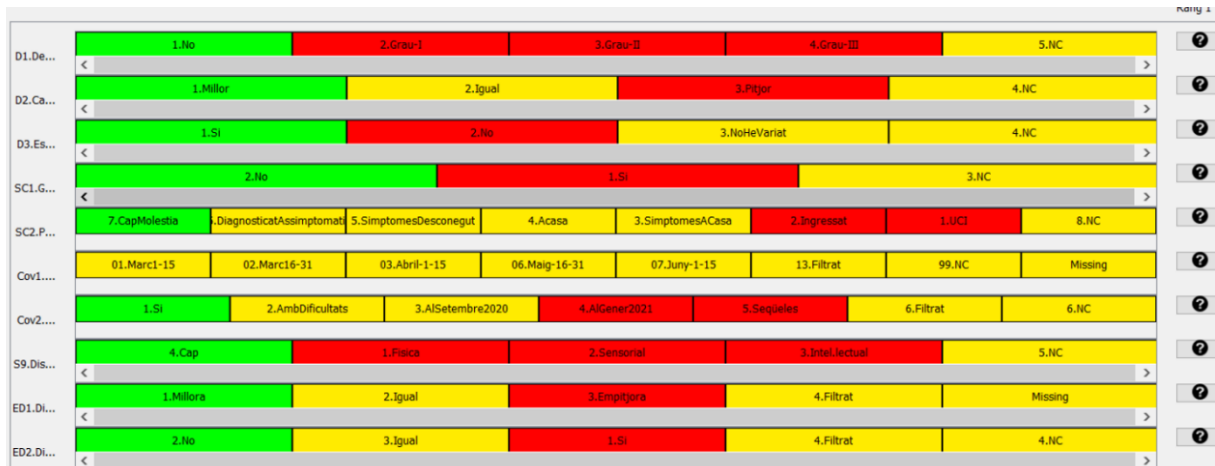 Rang 1
D1.De... 1.No 2.Grau-I 3.Grau-II 4.Grau-III 5.NC
D2.Ca... 1.Millor 2.Igual 3.Pitjor 4.NC
D3.Es... 1.Si 2.No 3.NoHeVariat 4.NC
SC1.G... 2.No 1.Si 3.NC
SC2.P... 7.CapMolestia .DiagnosticatAssimptomati 5.SimptomesDesconegut 4.Acasa 3.SimptomesACasa 2.Ingressat 1.UCI 8.NC
Cov1.... 01.Marc1-15 02.Marc16-31 03.Abril-1-15 06.Maig-16-31 07.Juny-1-15 13.Filtrat 99.NC Missing
Cov2.... 1.Si 2.AmbDificultats 3.AlSetembre2020 4.AlGener2021 5.Seqüeles 6.Filtrat 6.NC
S9.Dis... 4.Cap 1.Fisica 2.Sensorial 3.Intel.lectual 5.NC
ED1.Di... 1.Millora 2.Igual 3.Empitjora 4.Filtrat Missing
ED2.Di... 2.No 3.Igual 1.Si 4.Filtrat 4.NC